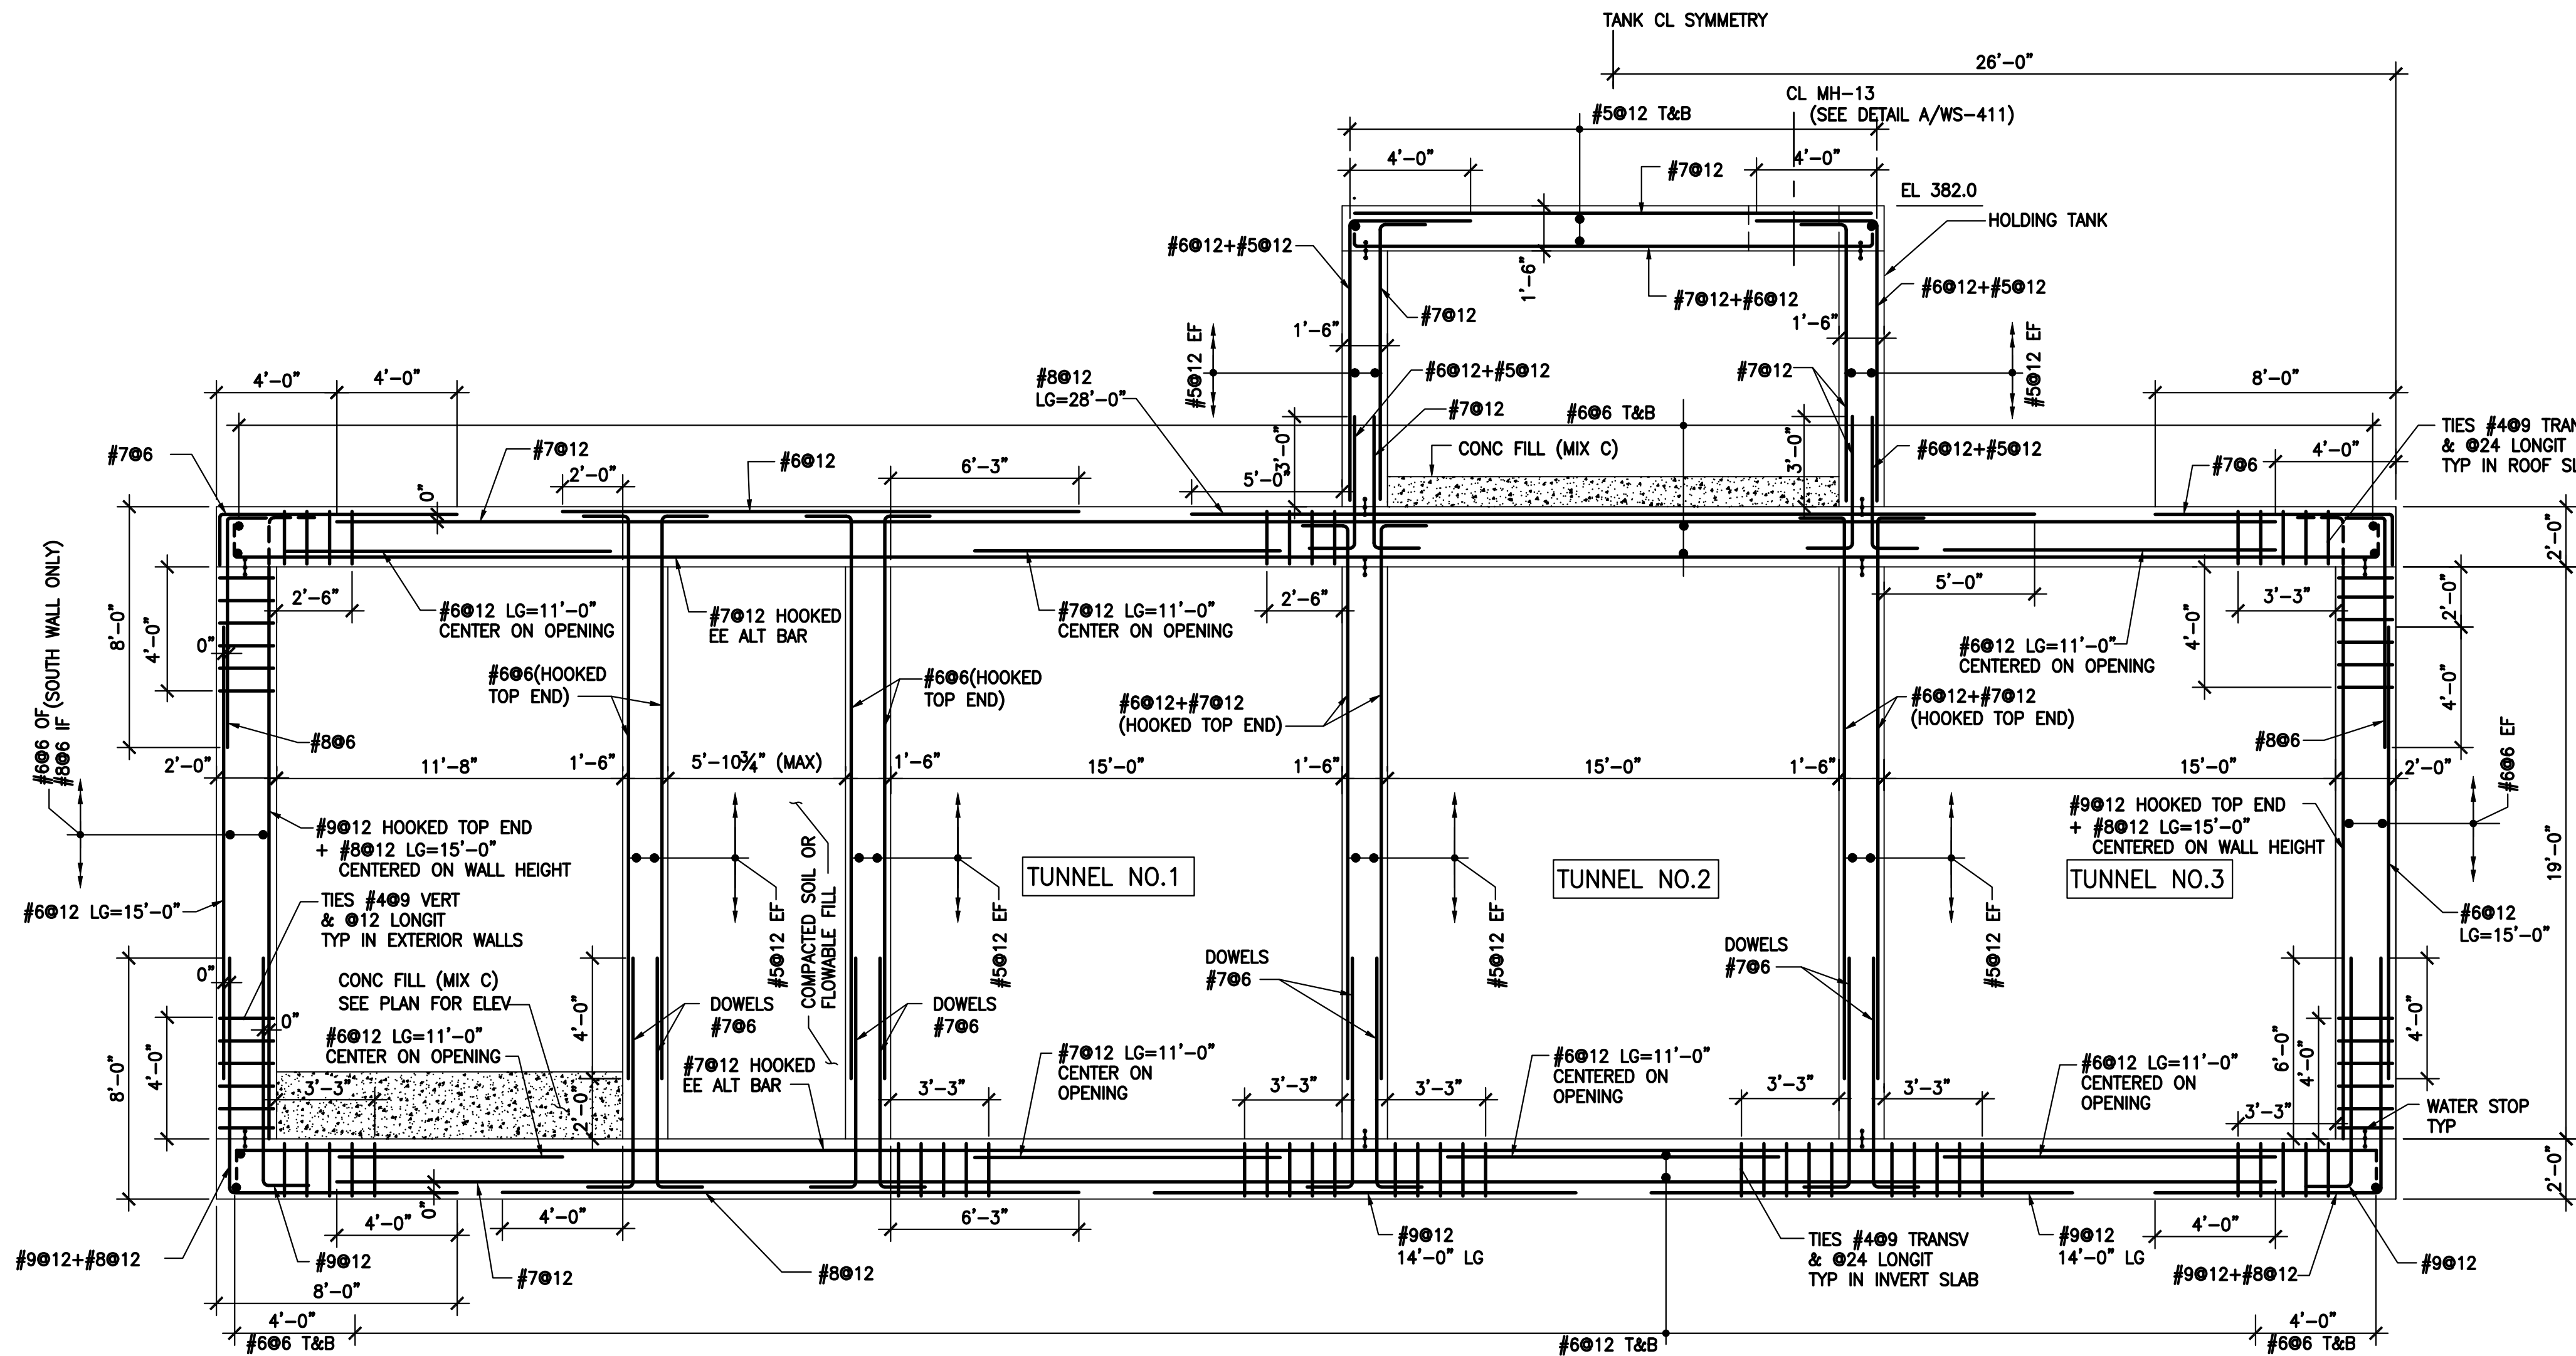 TANK CL SYMMETRY
26'-0"
CL MH-13
(SEE DETAIL A/WS-411)
#5@12 T&B
4'-0"
4'-0"
#7@12
EL 382.0
HOLDING TANK
#6@12+#5@12
1'-6"
#7@12+#6@12
#6@12+#5@12
#7@12
1'-6"
1'-6"
#5@12 EF
#5@12 EF
#6@12+#5@12
#7@12
#7@12
4'-0"
4'-0"
#8@12
LG=28'-0"
8'-0"
#6@6 T&B
3'-0"
3'-0"
CONC FILL (MIX C)
#6@12+#5@12
TIES #4@9
& @24 LONGIT
TYP IN ROOF
#7@6
#7@12
2'-0"
#6@12
6'-3"
5'-0"
#7@6
4'-0"
0"
2'-0"
8'-0"
4'-0"
2'-6"
#6@12 LG=11'-0"
CENTER ON OPENING
#7@12 HOOKED
EE ALT BAR
#7@12 LG=11'-0"
CENTER ON OPENING
2'-6"
5'-0"
3'-3"
2'-0"
4'-0"
#6@12 LG=11'-0"
CENTERED ON OPENING
0"
#6@6 OF
#8@6 IF
(SOUTH WALL ONLY)
#6@6(HOOKED
TOP END)
#6@6(HOOKED
TOP END)
#6@12+#7@12
(HOOKED TOP END)
#6@12+#7@12
(HOOKED TOP END)
4'-0"
#8@6
#8@6
2'-0"
11'-8"
1'-6"
5'-10¾" (MAX)
1'-6"
15'-0"
1'-6"
15'-0"
1'-6"
15'-0"
2'-0"
#6@6 EF
#9@12 HOOKED TOP END
+ #8@12 LG=15'-0"
CENTERED ON WALL HEIGHT
#9@12 HOOKED TOP END
+ #8@12 LG=15'-0"
CENTERED ON WALL HEIGHT
19'-0"
TUNNEL NO.1
TUNNEL NO.2
TUNNEL NO.3
#6@12 LG=15'-0"
TIES #4@9 VERT
& @12 LONGIT
TYP IN EXTERIOR WALLS
#5@12 EF
COMPACTED SOIL OR
FLOWABLE FILL
#5@12 EF
#5@12 EF
#5@12 EF
#6@12
LG=15'-0"
DOWELS
#7@6
DOWELS
#7@6
0"
CONC FILL (MIX C)
SEE PLAN FOR ELEV
4'-0"
DOWELS
#7@6
DOWELS
#7@6
4'-0"
0"
#6@12 LG=11'-0"
CENTER ON OPENING
8'-0"
4'-0"
#7@12 HOOKED
EE ALT BAR
#7@12 LG=11'-0"
CENTER ON
OPENING
#6@12 LG=11'-0"
CENTERED ON
OPENING
#6@12 LG=11'-0"
CENTERED ON
OPENING
6'-0"
4'-0"
3'-3"
2'-0"
3'-3"
3'-3"
3'-3"
3'-3"
3'-3"
3'-3"
WATER STOP
TYP
2'-0"
4'-0"
0"
4'-0"
6'-3"
4'-0"
#9@12+#8@12
#9@12
#7@12
#8@12
#9@12
14'-0" LG
TIES #4@9 TRANSV
& @24 LONGIT
TYP IN INVERT SLAB
#9@12
14'-0" LG
#9@12+#8@12
#9@12
8'-0"
4'-0"
#6@6 T&B
#6@12 T&B
4'-0"
#6@6 T&B